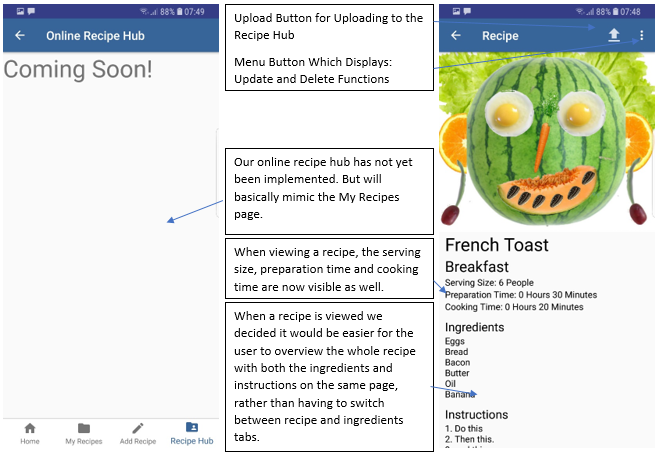 88% 07:49
Online Recipe Hub
Coming Soon!
Home
My Recipes
Add Recipe
Recipe Hub
Upload Button for Uploading to the
Recipe Hub
Menu Button Which Displays:
Update and Delete Functions
Our online recipe hub has not yet
been implemented. But will
basically mimic the My Recipes
page.
When viewing a recipe, the serving
size, preparation time and cooking
time are now visible as well.
When a recipe is viewed we
decided it would be easier for the
user to overview the whole recipe
with both the ingredients and
instructions on the same page,
rather than having to switch
between recipe and ingredients
tabs.
88% 07:48
Recipe
French Toast
Breakfast
Serving Size: 6 People
Preparation Time: 0 Hours 30 Minutes
Cooking Time: 0 Hours 20 Minutes
Ingredients
Eggs
Bread
Bacon
Butter
Oil
Banana
Instructions
1. Do this
2. Then this.